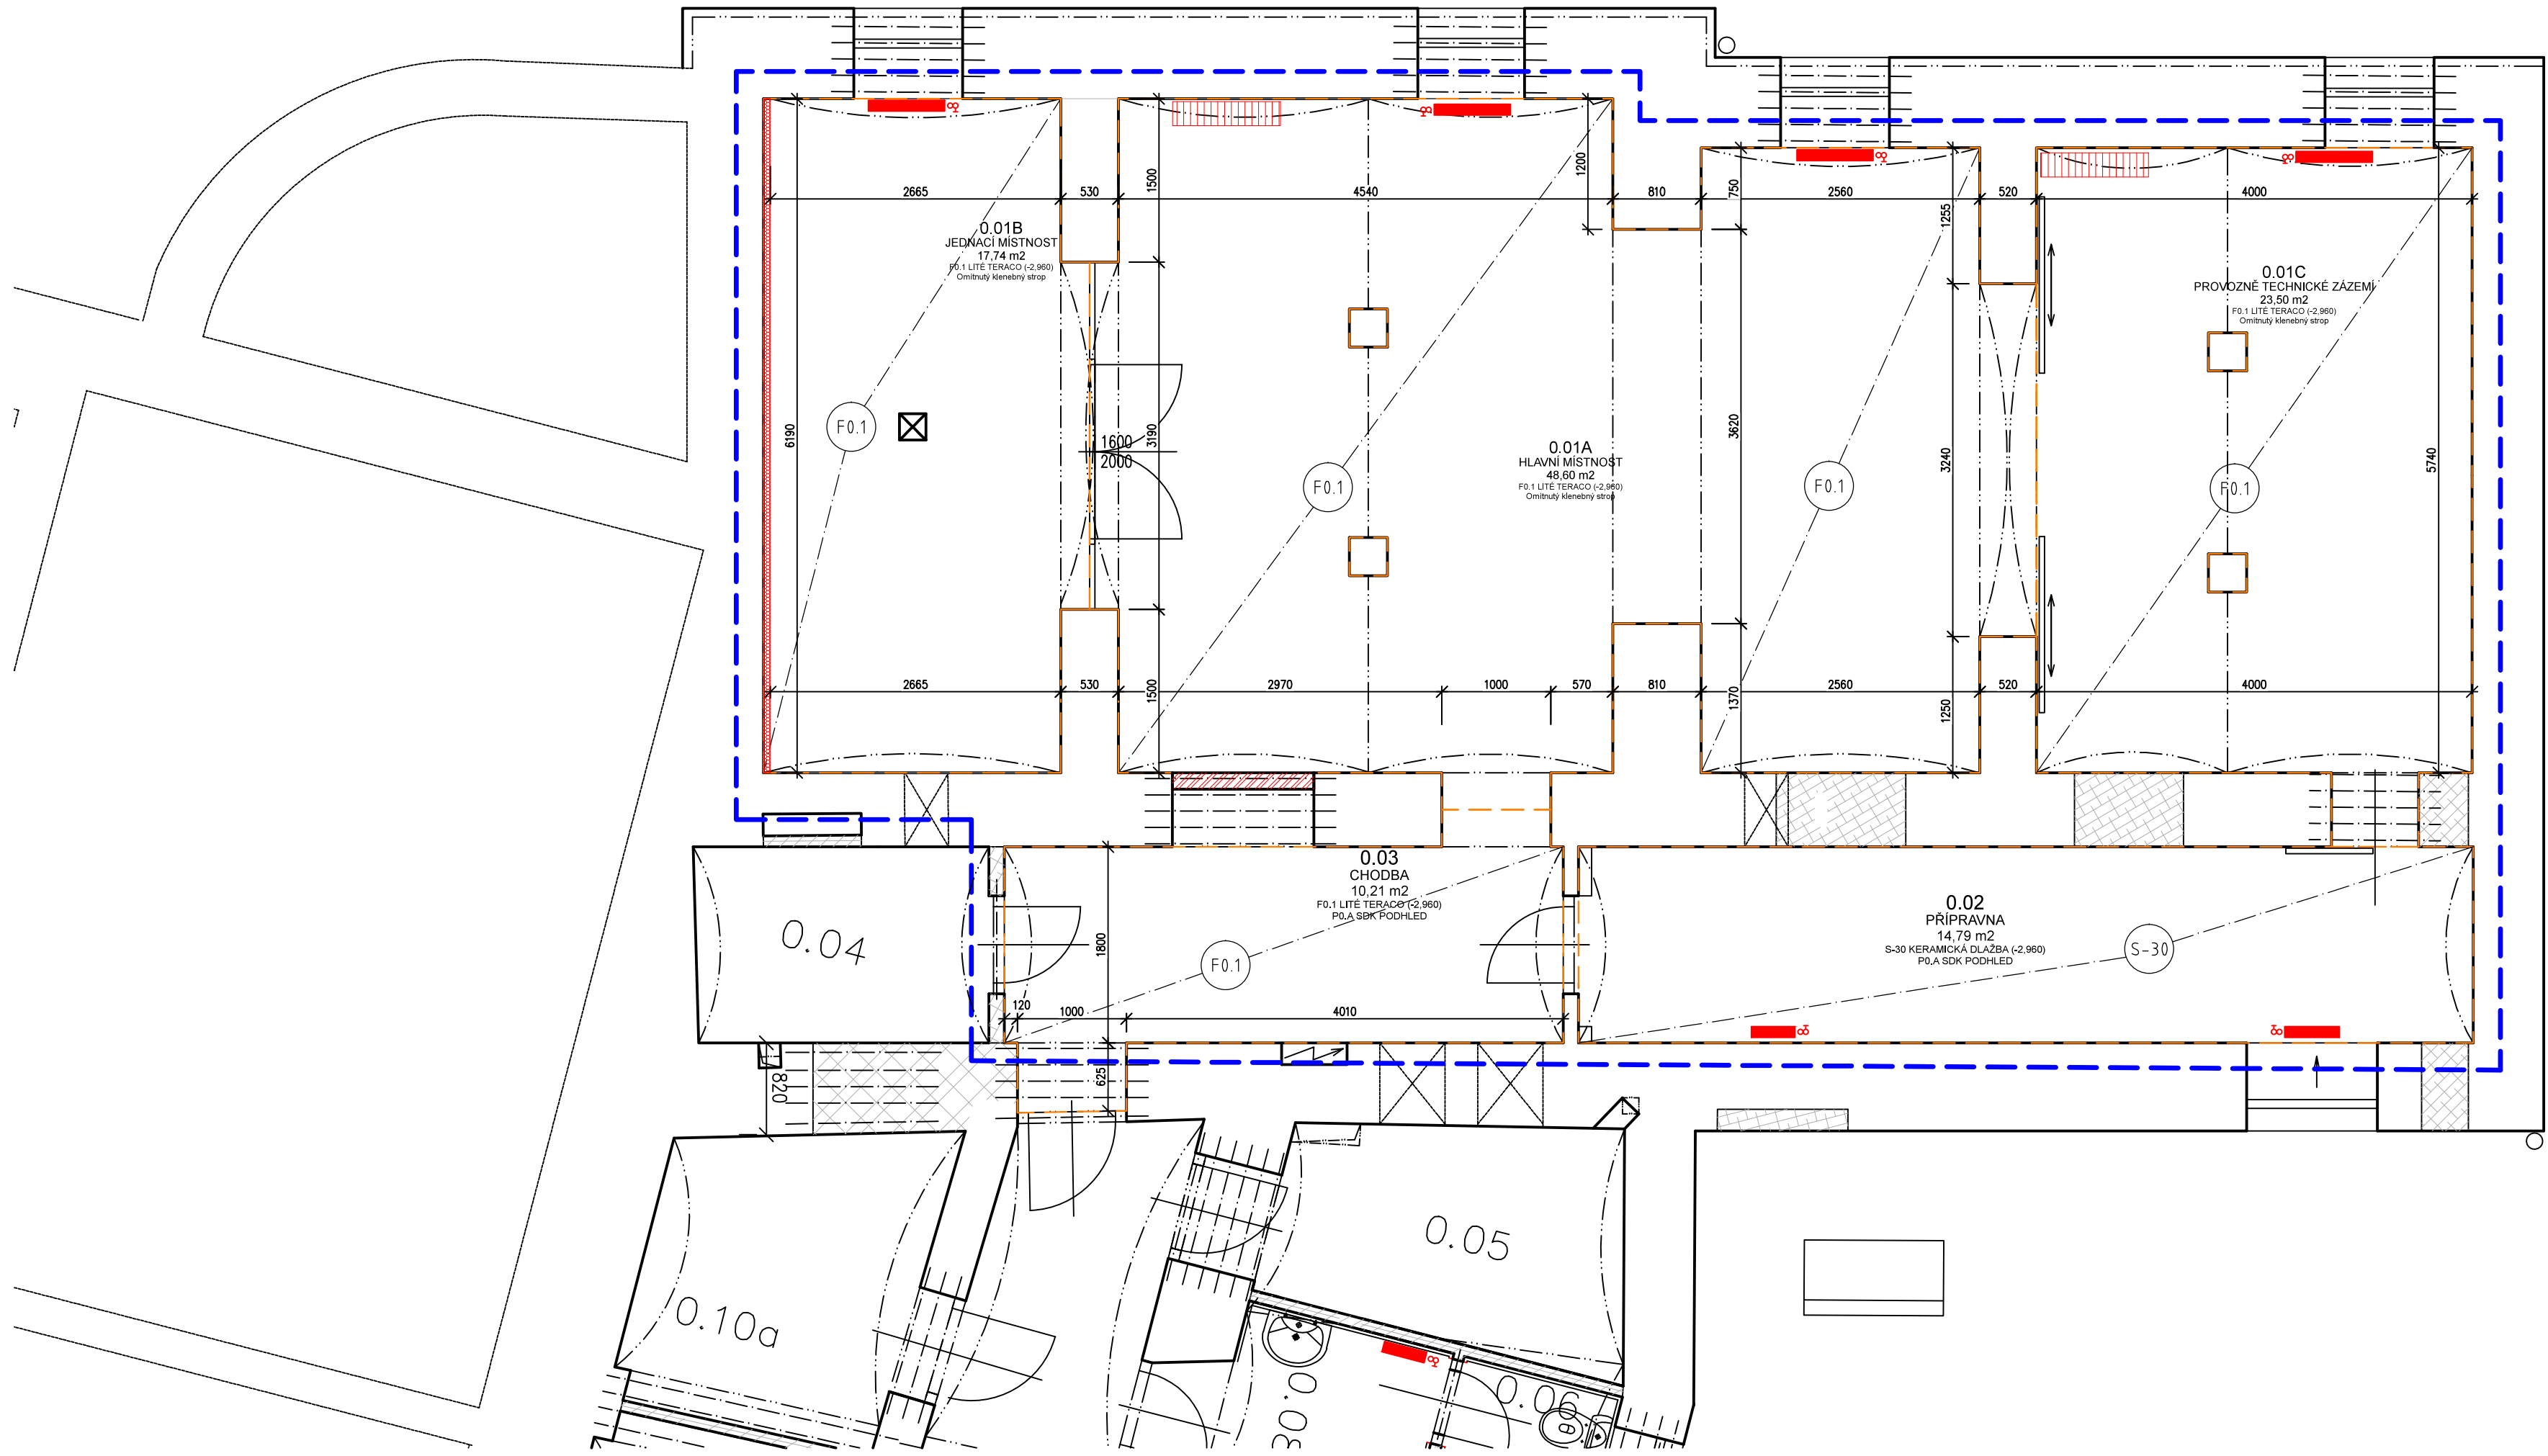 2665
530
1500
4540
1200
810
750
2560
1255
520
4000
0.01B
JEDNACÍ MÍSTNOST
17,74 m2
F0.1 LITÉ TERACO (-2,960)
Omítnutý klenebný strop
0.01C
PROVOZNĚ TECHNICKÉ ZÁZEMÍ
23,50 m2
F0.1 LITÉ TERACO (-2,960)
Omítnutý klenebný strop
6190
F0.1
1600
2000
3190
F0.1
0.01A
HLAVNÍ MÍSTNOST
48,60 m2
F0.1 LITÉ TERACO (-2,960)
Omítnutý klenebný strop
3620
F0.1
3240
F0.1
5740
2665
530
1500
2970
1000
570
810
1370
2560
1250
520
4000
0.03
CHODBA
10,21 m2
F0.1 LITÉ TERACO (-2,960)
P0.A SDK PODHLED
0.02
PŘÍPRAVNA
14,79 m2
S-30 KERAMICKÁ DLAŽBA (-2,960)
P0.A SDK PODHLED
0.04
1800
F0.1
S-30
120
1000
4010
625
820
0.05
0.10a
0.06